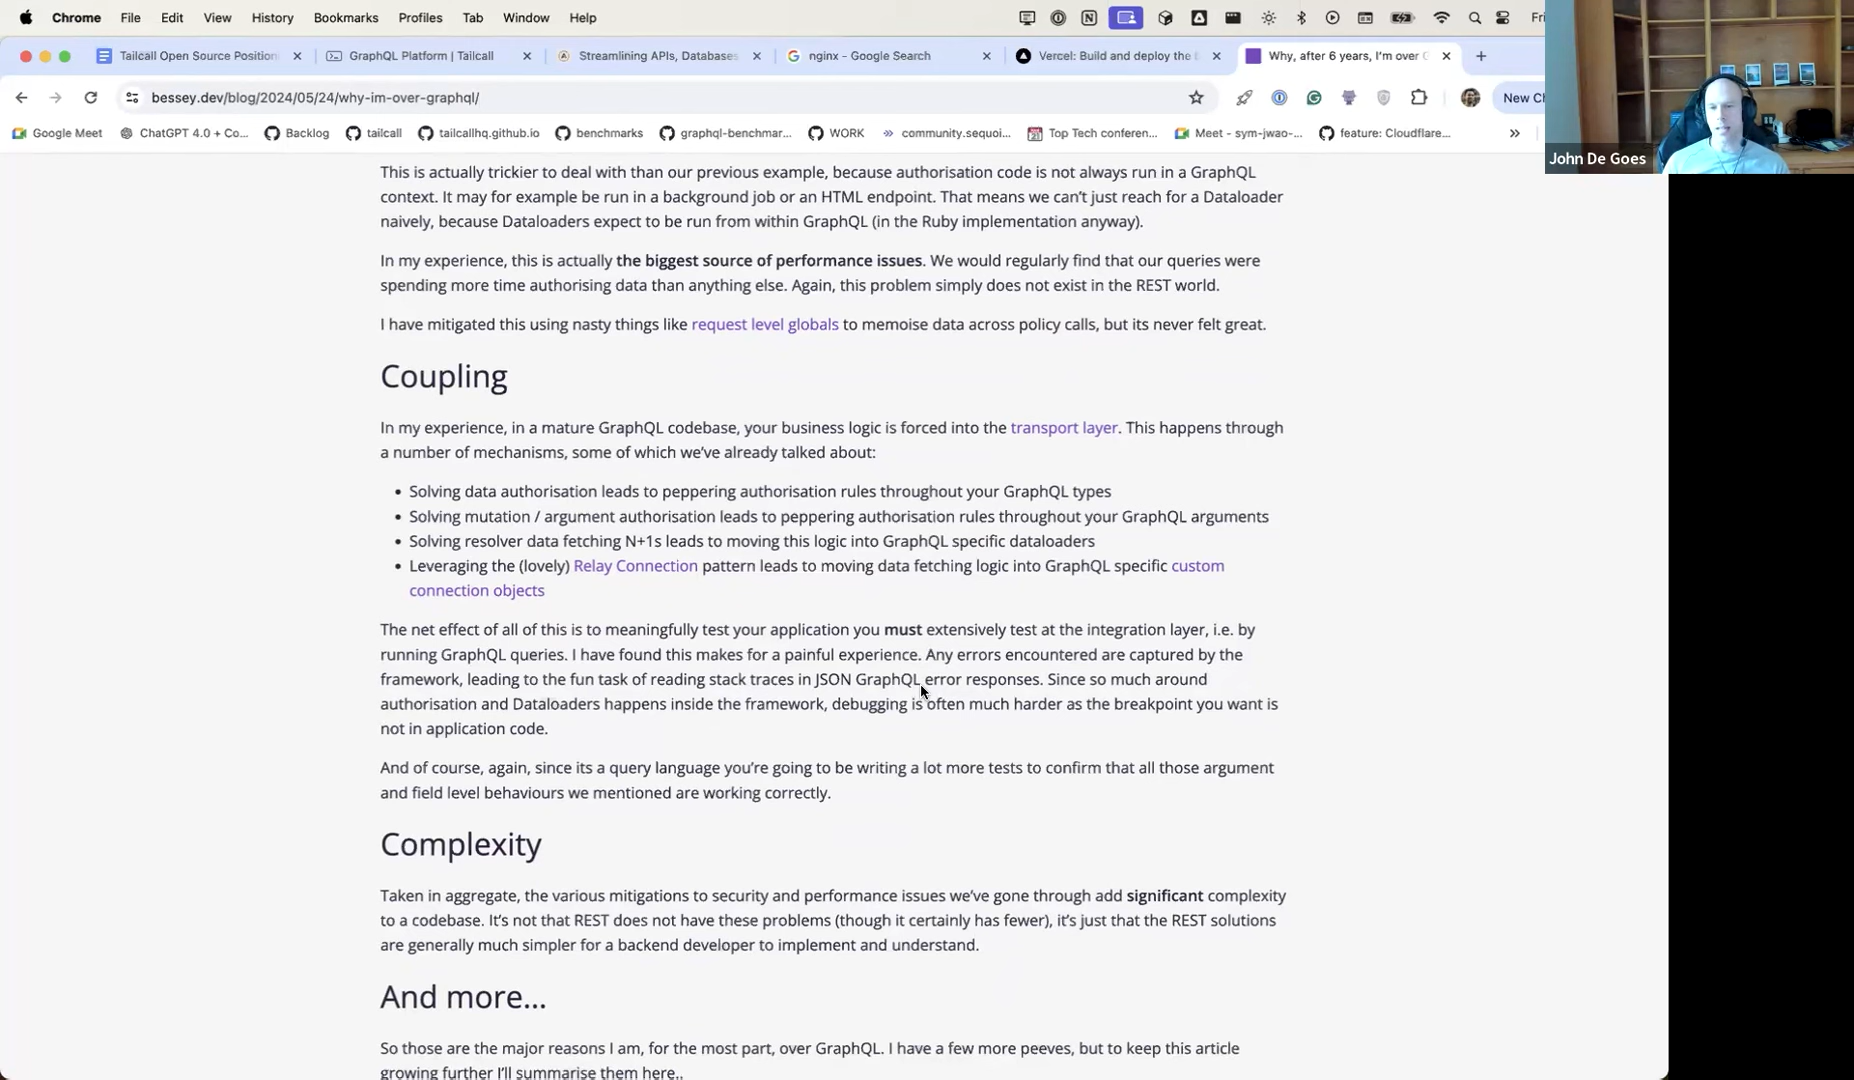 Chrome File Edit View History Bookmarks Profiles Tab Window Help
Tailcall Open Source Position
GraphQL Platform | Tailcall
Streamlining APIs, Databases
nginx - Google Search
Vercel: Build and deploy the b
Why, after 6 years, I'm over G
bessey.dev/blog/2024/05/24/why-im-over-graphql/
New Ch
Google Meet
ChatGPT 4.0 + Co...
Backlog
tailcall
tailcallhq.github.io
benchmarks
graphql-benchmar...
WORK
community.sequoi...
Top Tech conferen...
Meet - sym-jwao-...
feature: Cloudflare...
John De Goes
This is actually trickier to deal with than our previous example, because authorisation code is not always run in a GraphQL
context. It may for example be run in a background job or an HTML endpoint. That means we can't just reach for a Dataloader
naively, because Dataloaders expect to be run from within GraphQL (in the Ruby implementation anyway).
In my experience, this is actually the biggest source of performance issues. We would regularly find that our queries were
spending more time authorising data than anything else. Again, this problem simply does not exist in the REST world.
I have mitigated this using nasty things like request level globals to memoise data across policy calls, but its never felt great.
Coupling
In my experience, in a mature GraphQL codebase, your business logic is forced into the transport layer. This happens through
a number of mechanisms, some of which we've already talked about:
• Solving data authorisation leads to peppering authorisation rules throughout your GraphQL types
• Solving mutation / argument authorisation leads to peppering authorisation rules throughout your GraphQL arguments
• Solving resolver data fetching N+1s leads to moving this logic into GraphQL specific dataloaders
• Leveraging the (lovely) Relay Connection pattern leads to moving data fetching logic into GraphQL specific custom
connection objects
The net effect of all of this is to meaningfully test your application you must extensively test at the integration layer, i.e. by
running GraphQL queries. I have found this makes for a painful experience. Any errors encountered are captured by the
framework, leading to the fun task of reading stack traces in JSON GraphQL error responses. Since so much around
authorisation and Dataloaders happens inside the framework, debugging is often much harder as the breakpoint you want is
not in application code.
And of course, again, since its a query language you're going to be writing a lot more tests to confirm that all those argument
and field level behaviours we mentioned are working correctly.
Complexity
Taken in aggregate, the various mitigations to security and performance issues we've gone through add significant complexity
to a codebase. It's not that REST does not have these problems (though it certainly has fewer), it's just that the REST solutions
are generally much simpler for a backend developer to implement and understand.
And more...
So those are the major reasons I am, for the most part, over GraphQL. I have a few more peeves, but to keep this article
growing further I'll summarise them here..